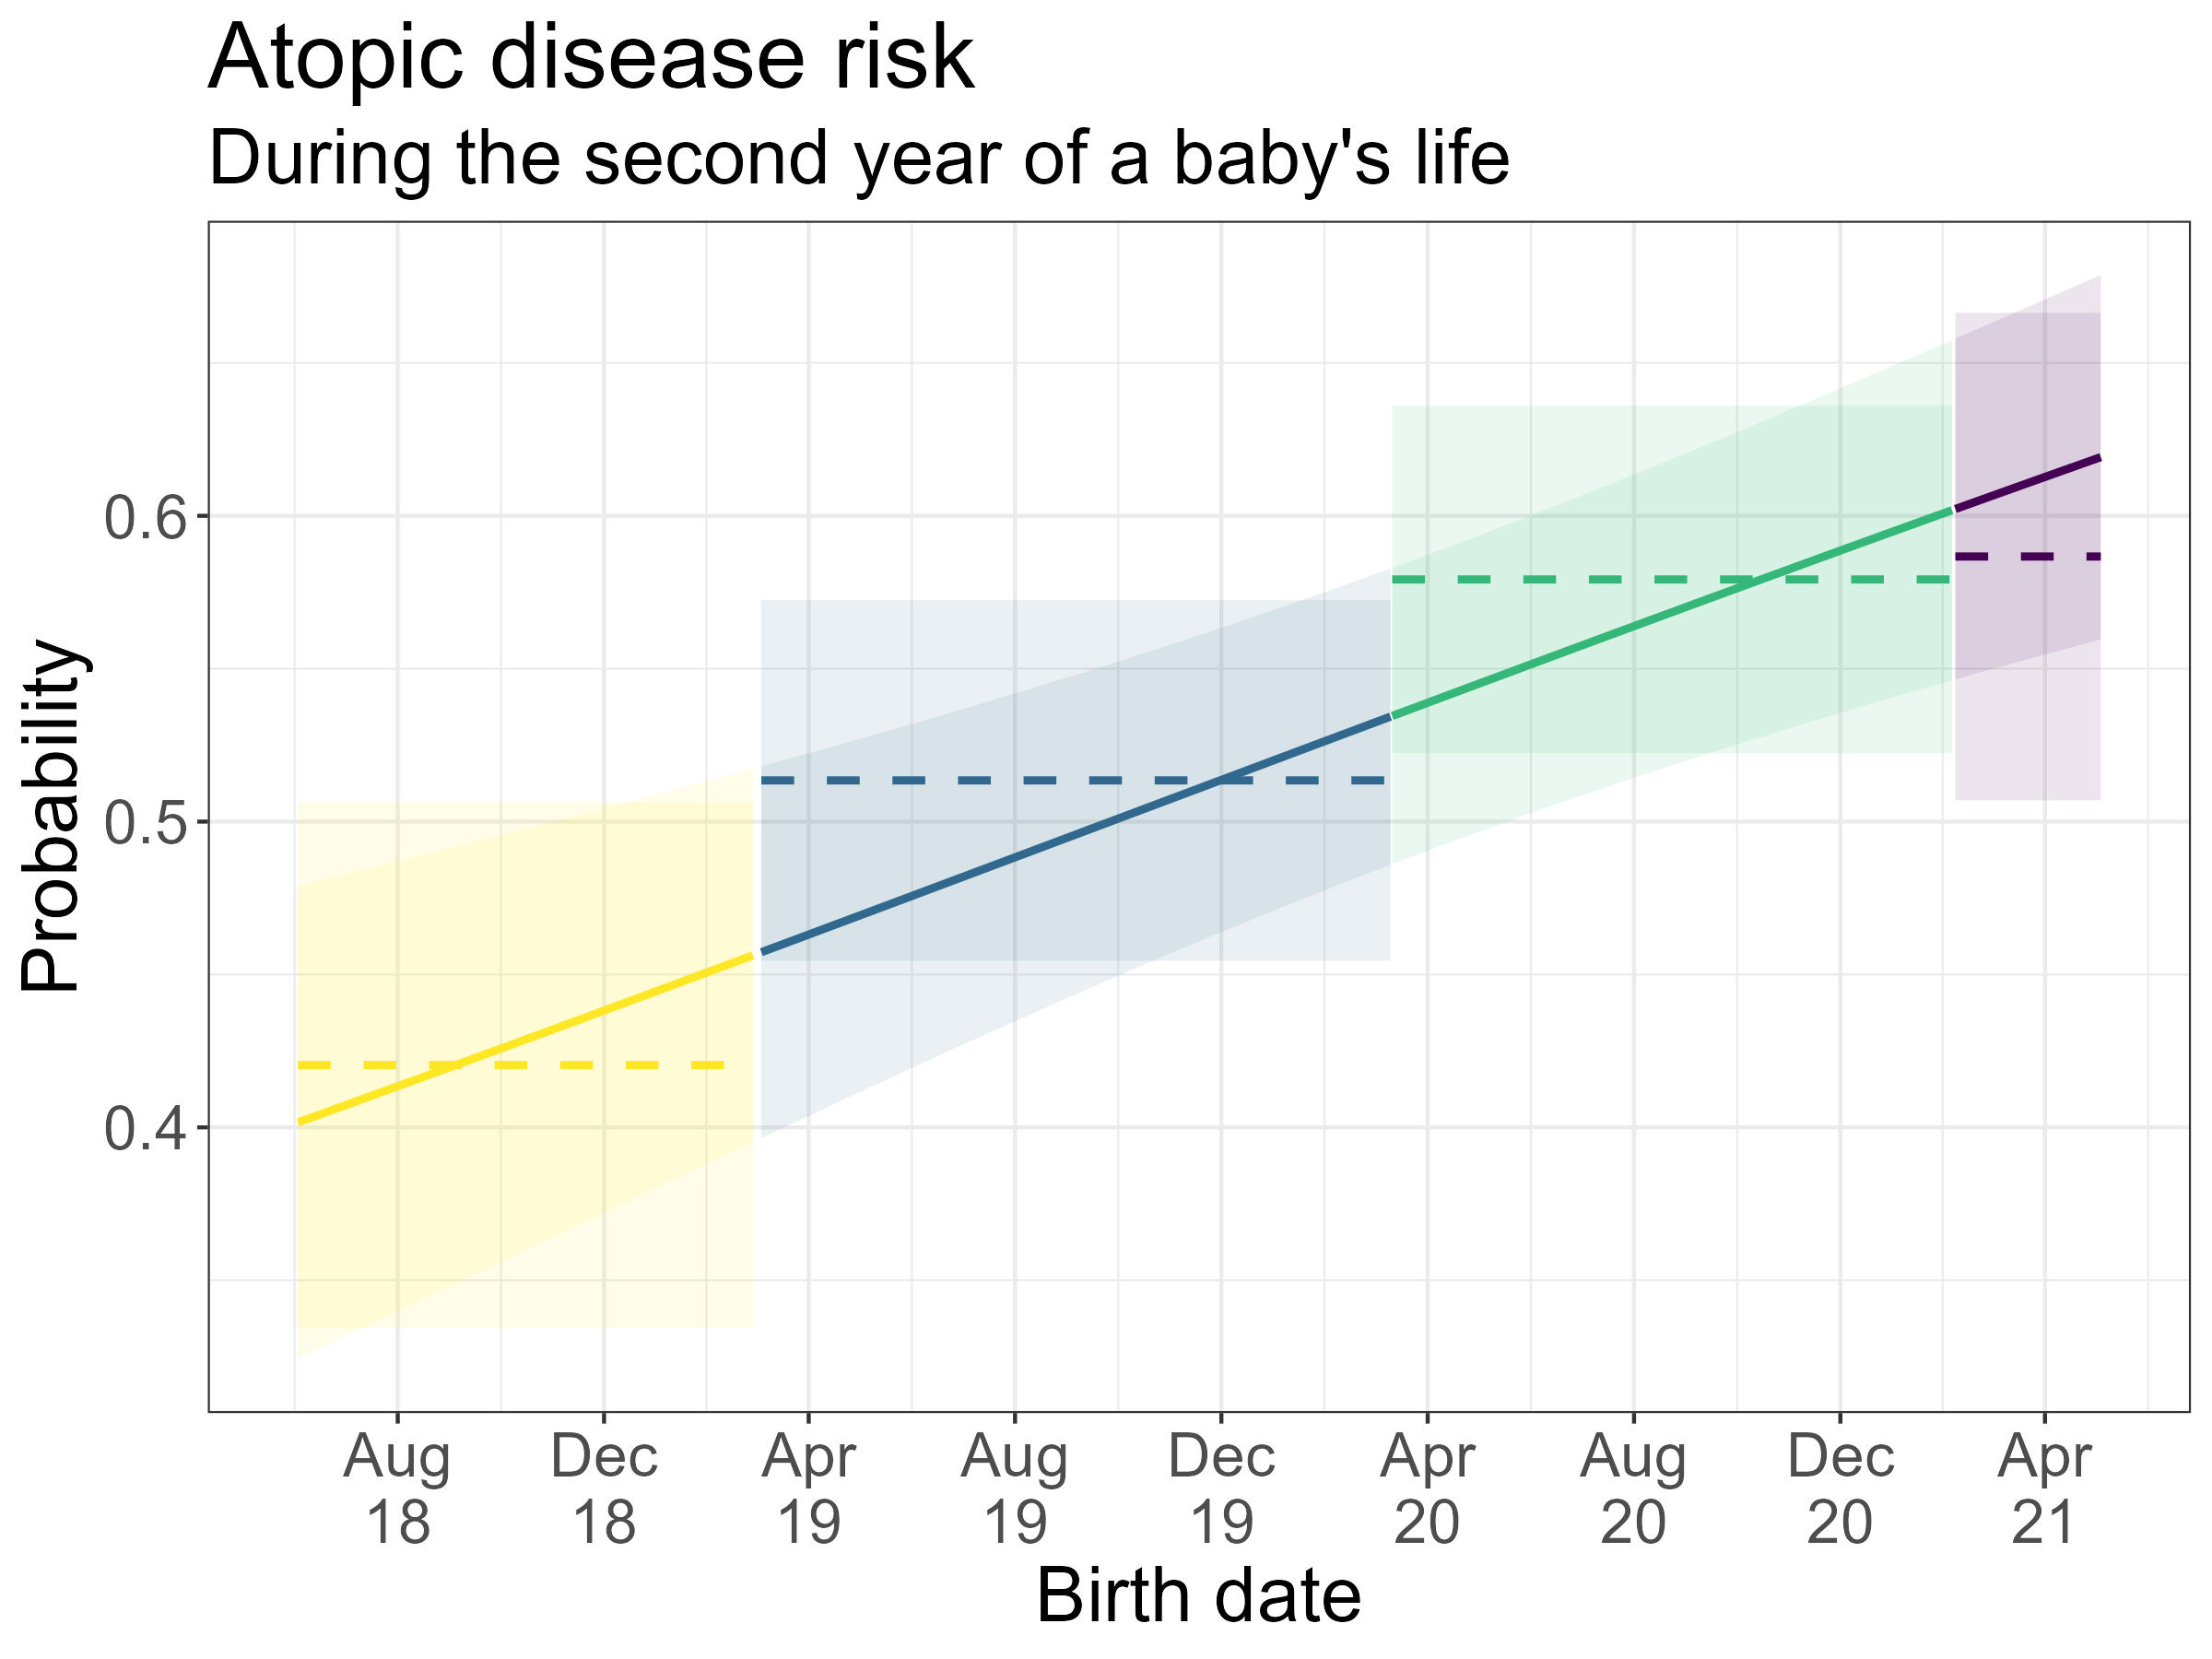 Atopic disease risk
During the second year of a baby's life
Probability
0.6
0.5
0.4
Aug Dec Apr Aug Dec Apr Aug Dec Apr
18 18 19 19 19 20 20 20 21
Birth date